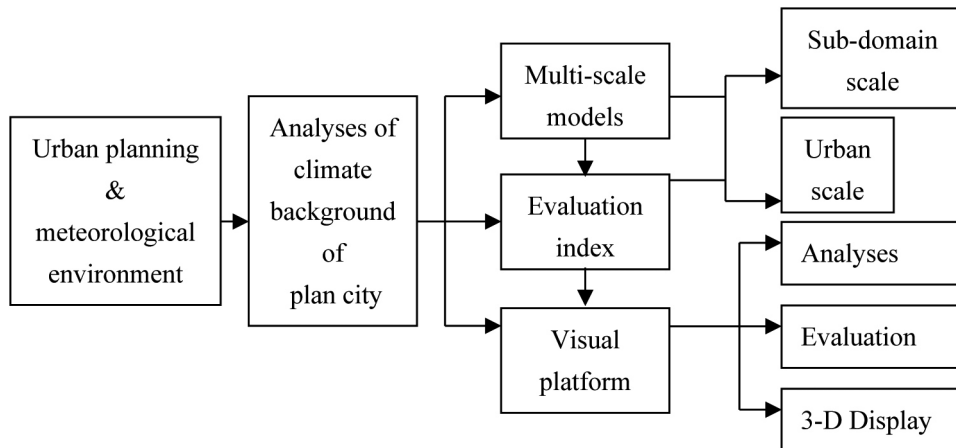 Urban planning
&
meteorological
environment
Analyses of
climate
background
of
plan city
Multi-scale
models
Evaluation
index
Visual
platform
Sub-domain
scale
Urban
scale
Analyses
Evaluation
3-D Display